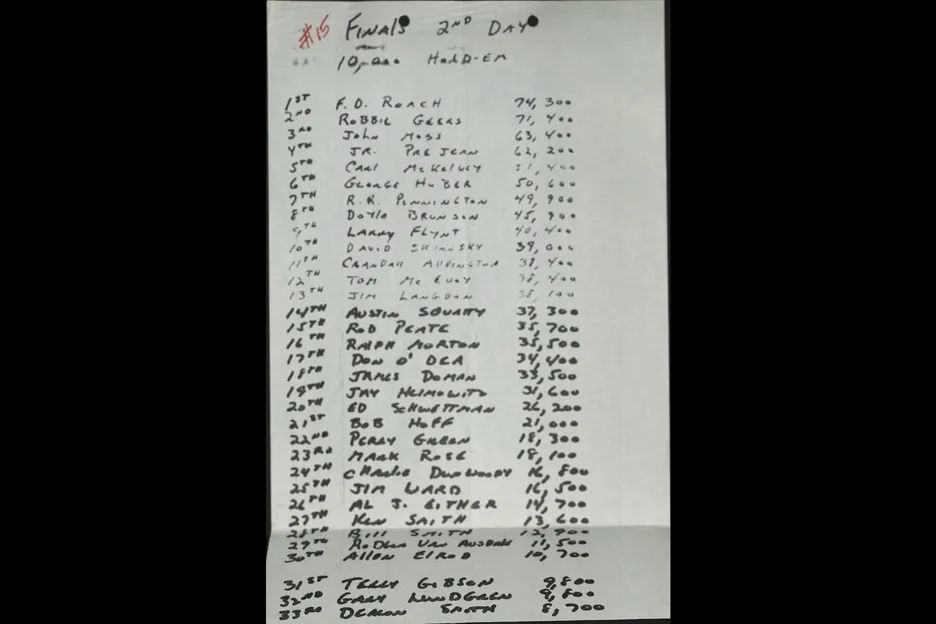 #15 Finals 2ND DAY
10,000 HOLD-EM
1ST F.D. ROACH 74,300
2ND ROBBIE GEERS 71,400
3RD JOHN MOSS 63,400
4TH JR. PREJEAN 62,200
5TH CARL McKELVEY 51,400
6TH GEORGE HUBER 50,600
7TH R.R. PENNINGTON 49,900
8TH DOYLE BRUNSON 45,900
9TH LARRY FLYNT 40,400
10TH DAVID SKLANSKY 39,000
11TH CRANDALL ADDINGTON 38,400
12TH TOM McEVOY 38,400
13TH JIM LANGDON 38,100
14TH AUSTIN SQUATTY 37,300
15TH ROD PEATE 35,700
16TH RALPH MORTON 35,500
17TH DON O'DEA 34,400
18TH JAMES DOMAN 33,500
19TH JAY HEIMOWITZ 31,600
20TH ED SCHWETTMAN 26,200
21ST BOB HOFF 21,000
22ND PERRY GREEN 18,300
23RD MARK ROSE 18,100
24TH CHARLIE DUNWOODY 16,800
25TH JIM WARD 16,500
26TH AL J. EITHER 14,700
27TH KEN SMITH 13,600
28TH BILL SMITH 12,900
29TH RODGER VAN AUSDALE 11,500
30TH ALLEN ELROD 10,700
31ST TERRY GIBSON 9,800
32ND GARY LUNDGREN 9,800
33RD DEACON SMITH 8,700